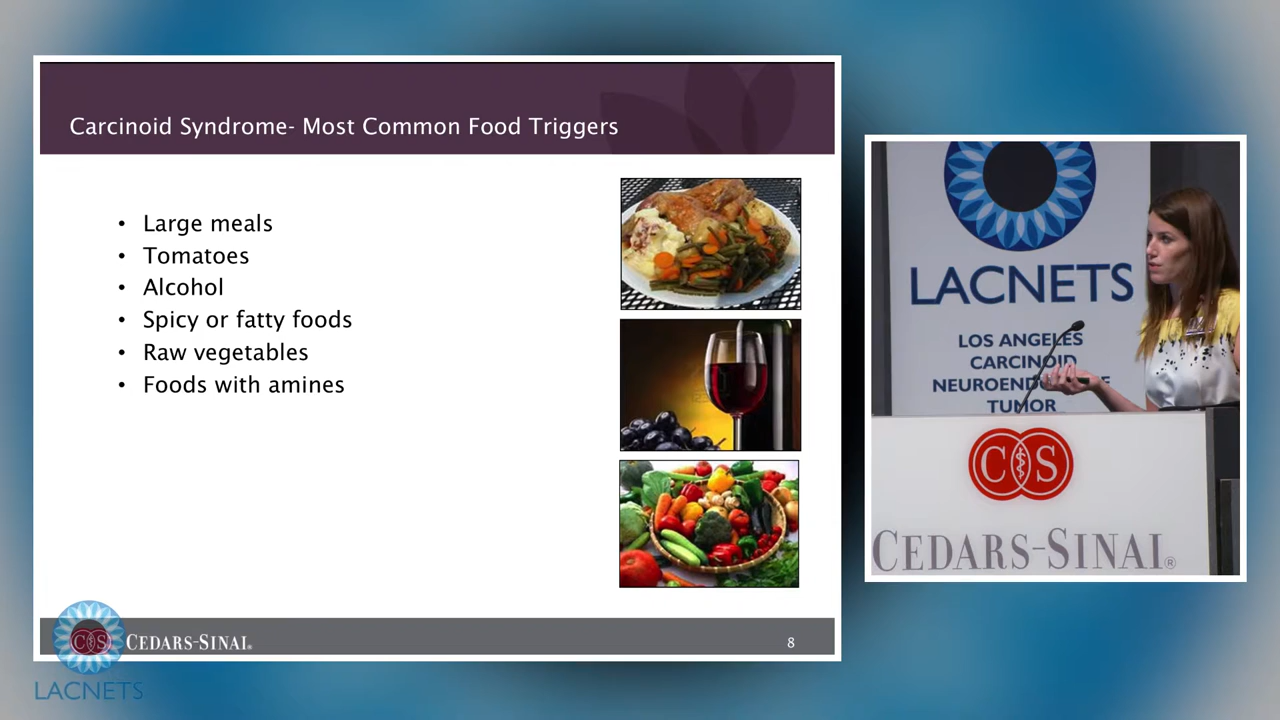 Carcinoid Syndrome- Most Common Food Triggers
• Large meals
• Tomatoes
• Alcohol
• Spicy or fatty foods
• Raw vegetables
• Foods with amines
CS CEDARS-SINAI®
8
LACNETS
LACNETS
LOS ANGELES
CARCINOID
TUMOR
CS
CEDARS-SINAI®